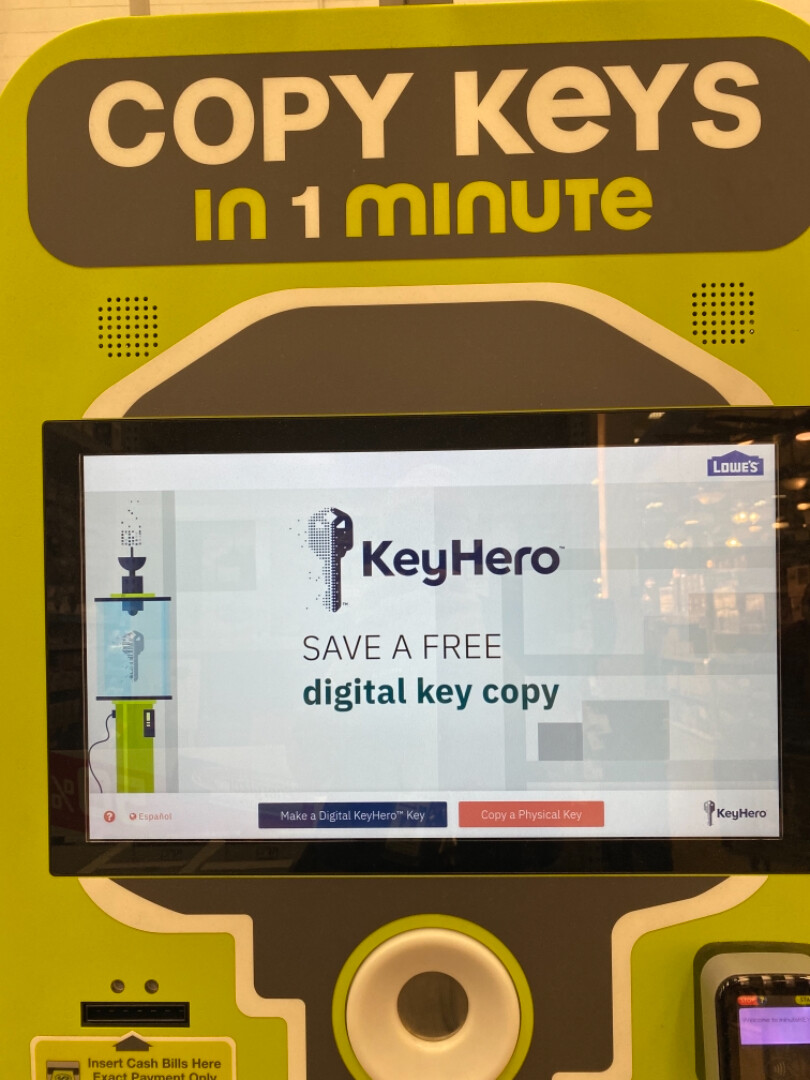 COPY KEYS
IN 1 MINUTE
LOWE'S
KeyHero™
SAVE A FREE
digital key copy
? Español
Make a Digital KeyHero™ Key
Copy a Physical Key
KeyHero
Insert Cash Bills Here
Exact Payment Only